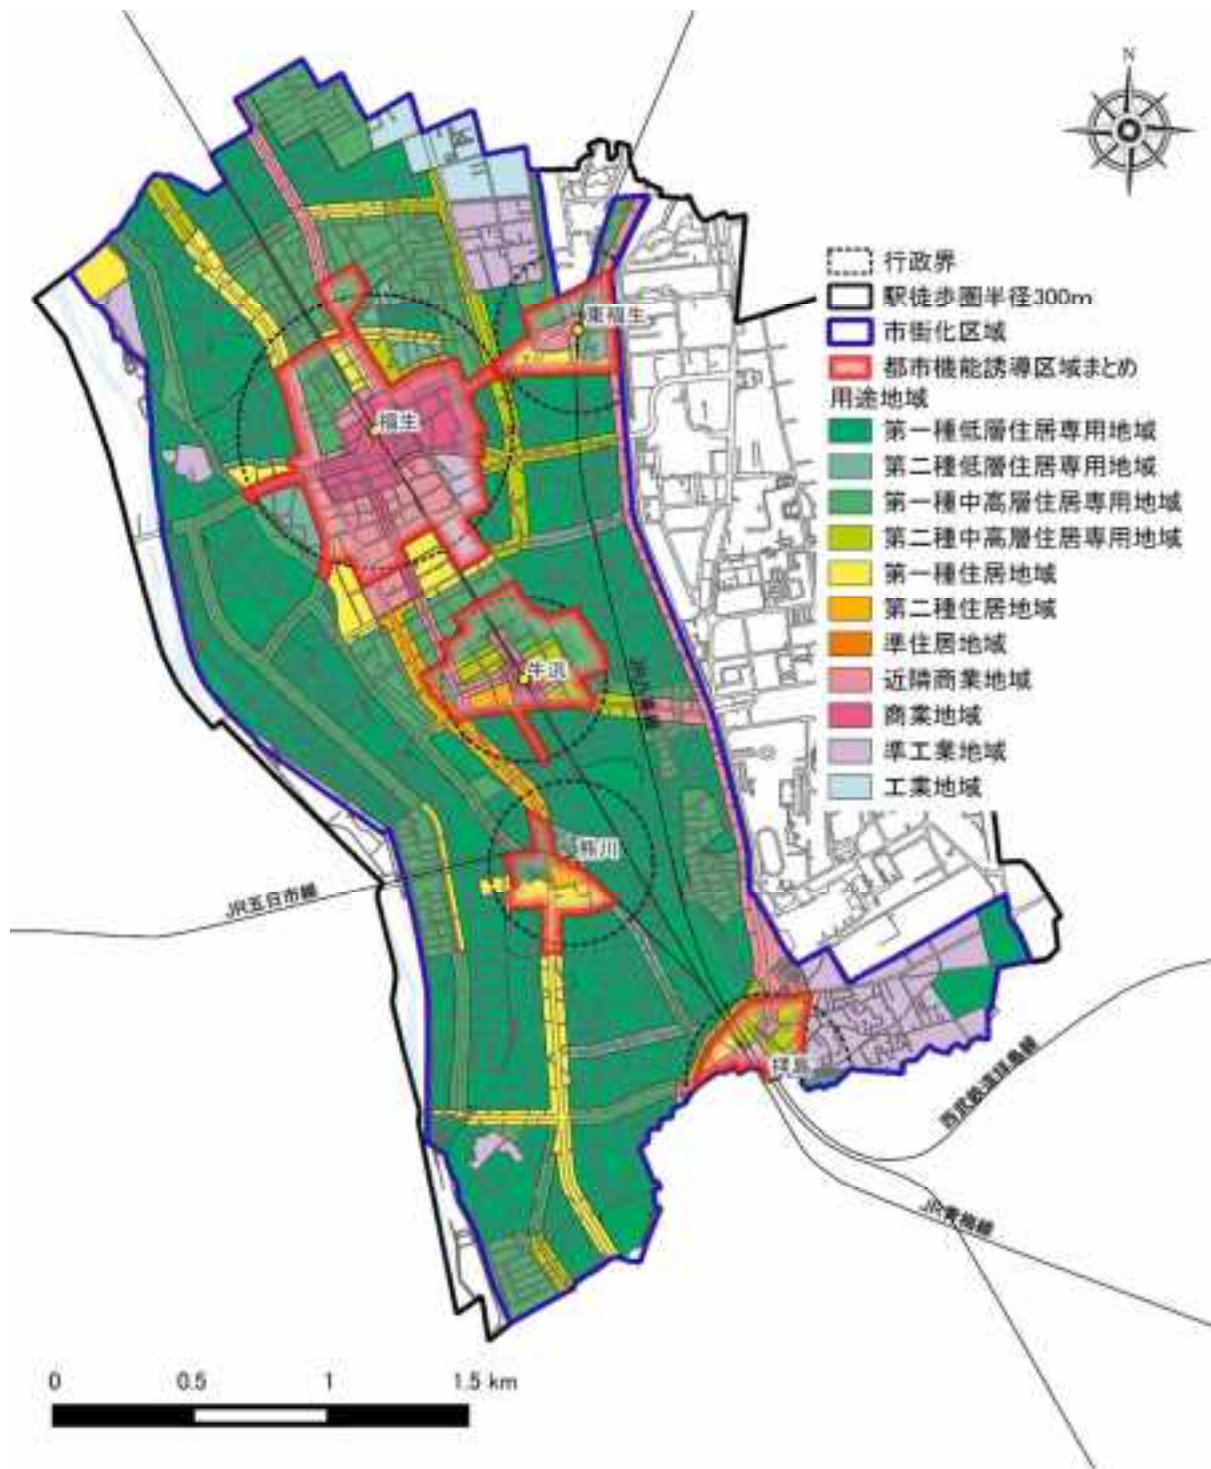 N
行政界
駅徒歩圏半径300m
市街化区域
都市機能誘導区域まとめ
用途地域
第一種低層住居専用地域
第二種低層住居専用地域
第一種中高層住居専用地域
第二種中高層住居専用地域
第一種住居地域
第二種住居地域
準住居地域
近隣商業地域
商業地域
準工業地域
工業地域
東福生
福生
牛浜
熊川
JR五日市線
拝島
西武鉄道拝島線
JR青梅線
0 0.5 1 1.5 km